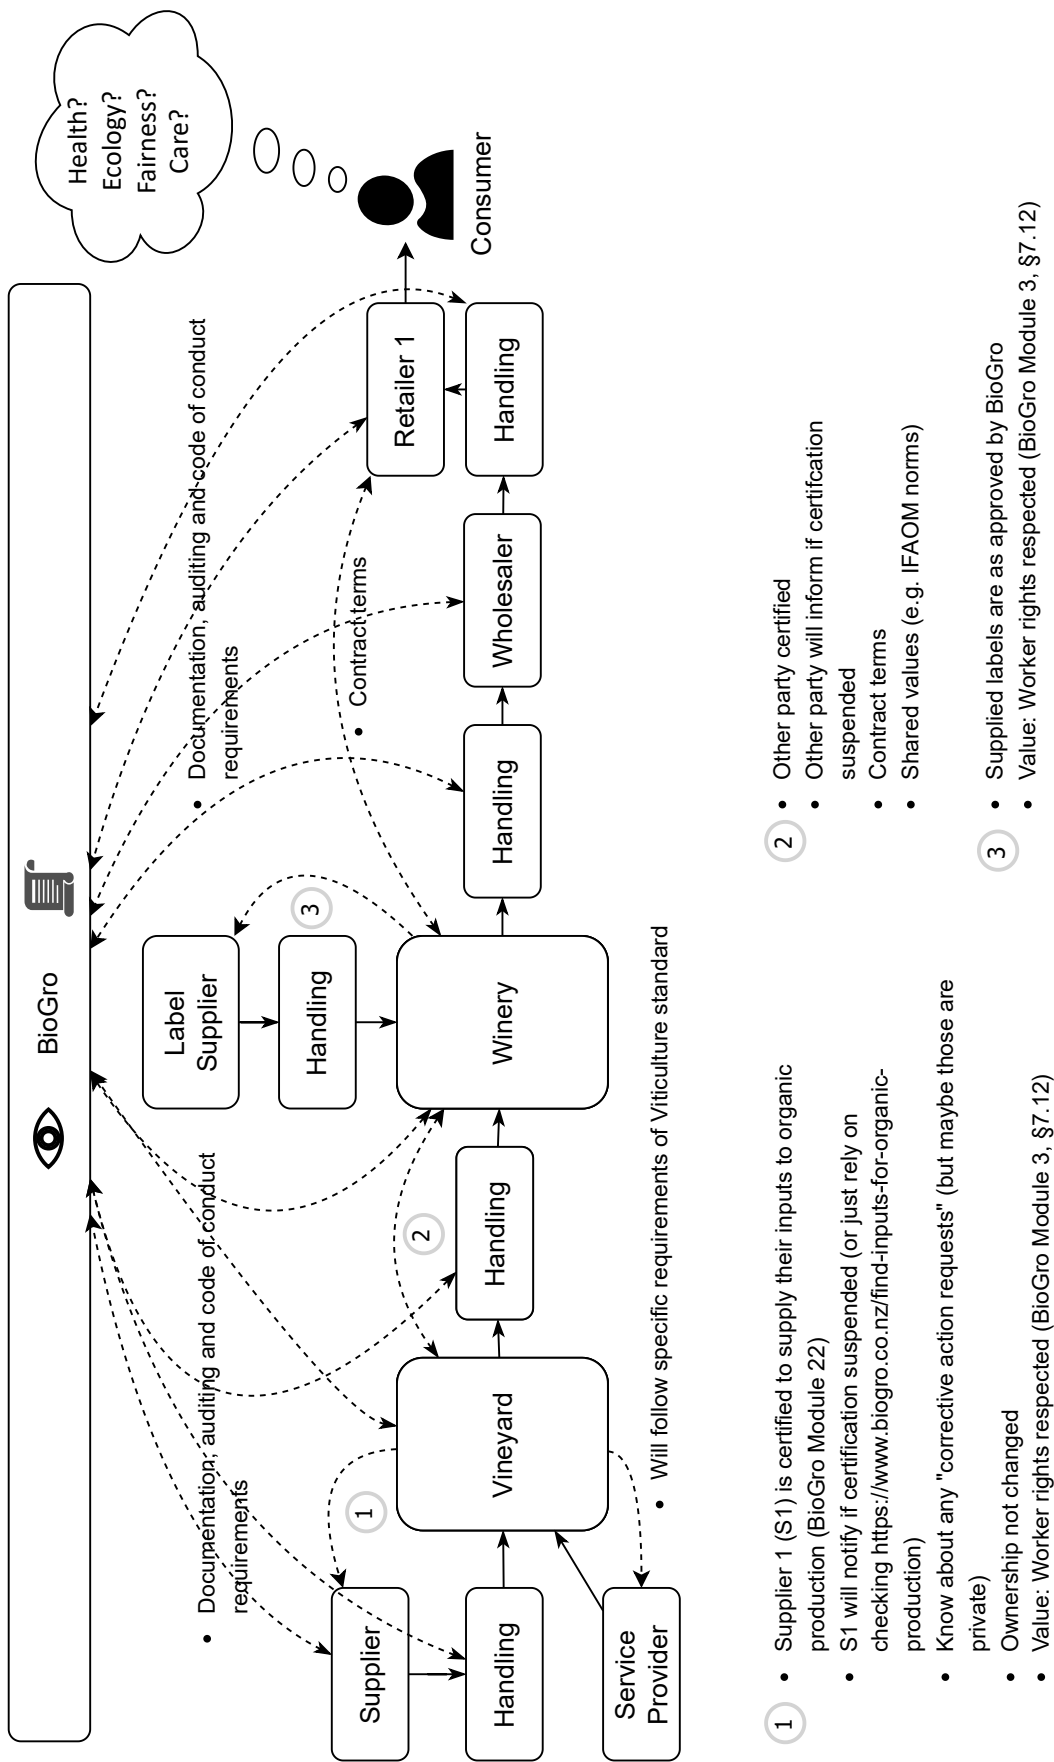 BioGro
Health?
Ecology?
Fairness?
Care?
Consumer
• Documentation, auditing and code of conduct
requirements
• Documentation, auditing and code of conduct
requirements
Label
Supplier
Handling
3
Retailer 1
• Contract terms
1
2
Supplier
Handling
Service
Provider
Vineyard
Handling
Winery
Handling
Wholesaler
Handling
• Will follow specific requirements of Viticulture standard
1
• Supplier 1 (S1) is certified to supply their inputs to organic
production (BioGro Module 22)
• S1 will notify if certification suspended (or just rely on
checking https://www.biogro.co.nz/find-inputs-for-organic-
production)
• Know about any "corrective action requests" (but maybe those are
private)
• Ownership not changed
• Value: Worker rights respected (BioGro Module 3, §7.12)
2
• Other party certified
• Other party will inform if certifcation
suspended
• Contract terms
• Shared values (e.g. IFAOM norms)
3
• Supplied labels are as approved by BioGro
• Value: Worker rights respected (BioGro Module 3, §7.12)